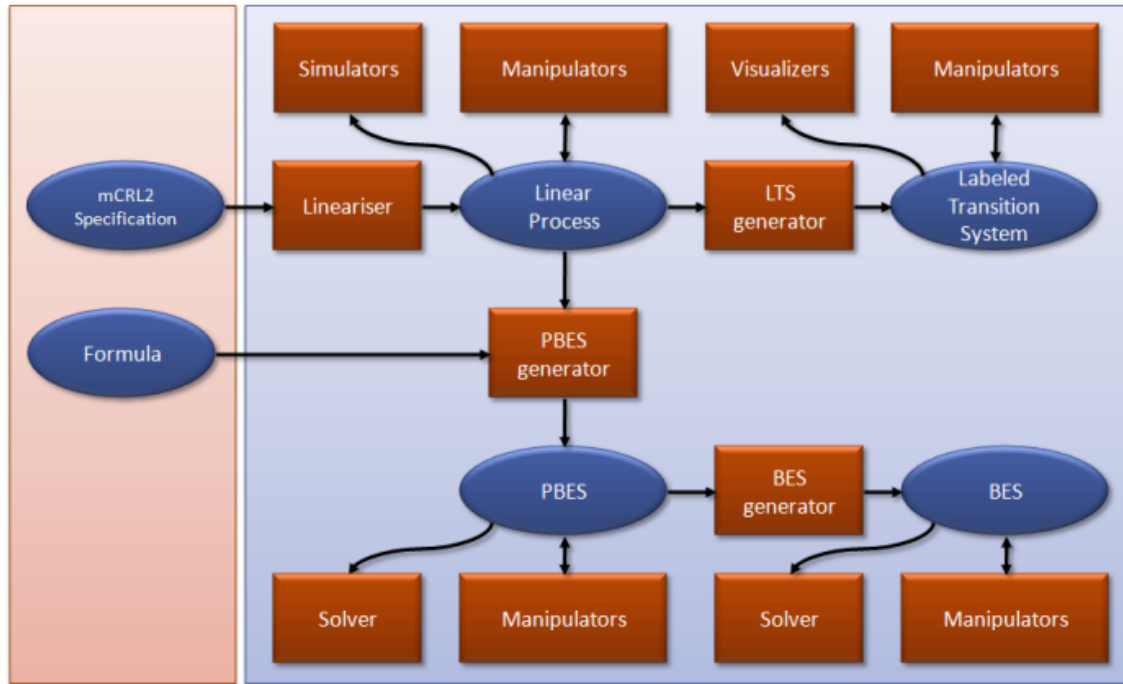 Simulators
Manipulators
Visualizers
Manipulators
mCRL2
Specification
Lineariser
Linear
Process
LTS
generator
Labeled
Transition
System
Formula
PBES
generator
PBES
BES
generator
BES
Solver
Manipulators
Solver
Manipulators